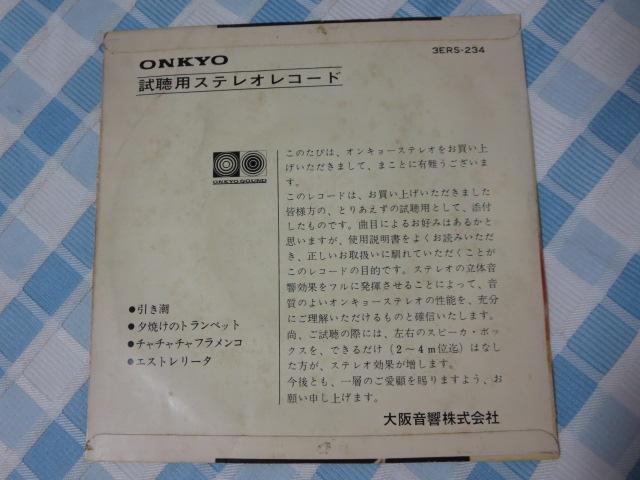 ONKYO
3ERS-234
試聴用ステレオレコード
ONKYO SOUND
このたびは、オンキョーステレオをお買い上
げいただきまして、まことに有難うございま
す。
このレコードは、お買い上げいただきました
皆様方の、とりあえずの試聴用として、添付
したものです。曲目によるお好みはあるかと
思いますが、使用説明書をよくお読みいただ
き、正しいお取扱いに馴れていただくことが
このレコードの目的です。ステレオの立体音
響効果をフルに発揮させることによって、音
質のよいオンキョーステレオの性能を、充分
にご理解いただけるものと確信いたします。
尚、ご試聴の際には、左右のスピーカ・ボッ
クスを、できるだけ(2〜4m位迄)はなし
た方が、ステレオ効果が増します。
今後とも、一層のご愛顧を賜りますよう、お
願い申し上げます。
●引き潮
●夕焼けのトランペット
●チャチャチャフラメンコ
●エストレリータ
大阪音響株式会社